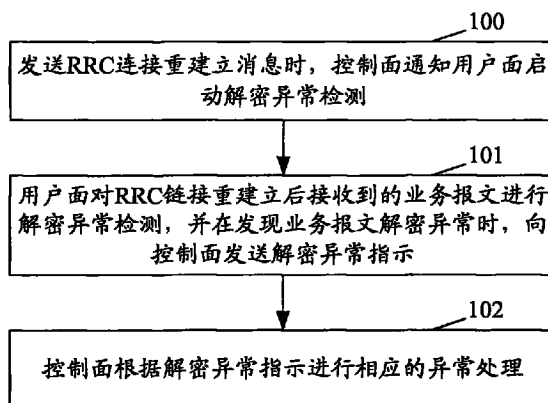 100
发送RRC连接重建立消息时，控制面通知用户面启
动解密异常检测
101
用户面对RRC链接重建立后接收到的业务报文进行
解密异常检测，并在发现业务报文解密异常时，向
控制面发送解密异常指示
102
控制面根据解密异常指示进行相应的异常处理